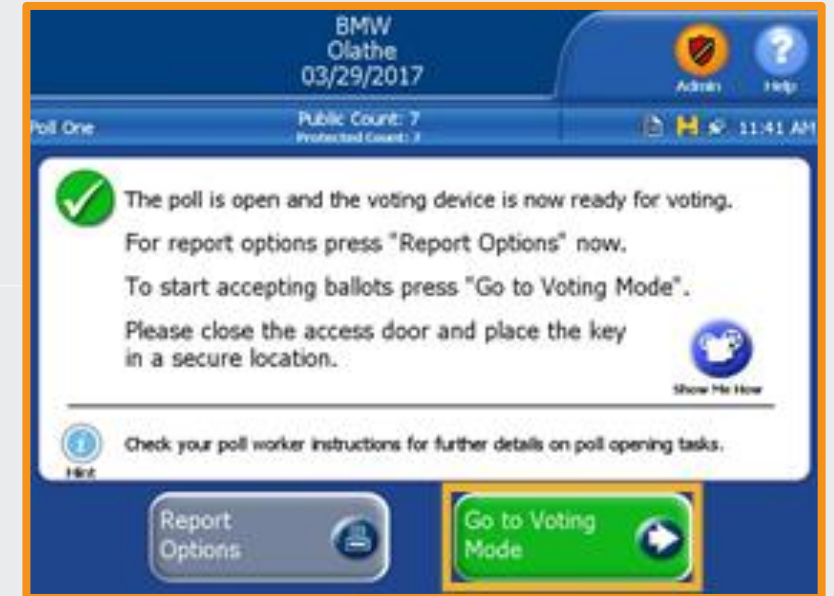 BMW
Olathe
03/29/2017
Admin
Help
Poll One
Public Count: 7
Protected Count: 7
11:41 AM
The poll is open and the voting device is now ready for voting.
For report options press "Report Options" now.
To start accepting ballots press "Go to Voting Mode".
Please close the access door and place the key
in a secure location.
Show Me How
Check your poll worker instructions for further details on poll opening tasks.
Hint
Report
Options
Go to Voting
Mode